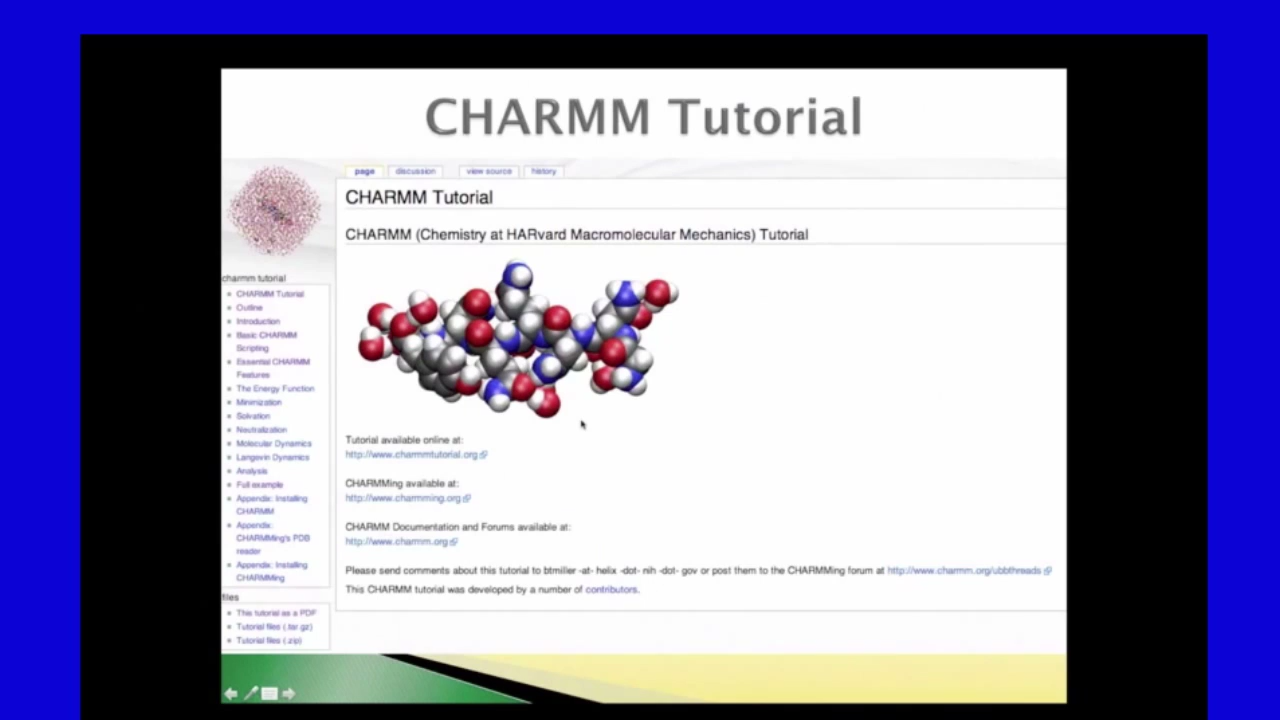 CHARMM Tutorial
page
discussion
view source
history
CHARMM Tutorial
CHARMM (Chemistry at HARvard Macromolecular Mechanics) Tutorial
charmm tutorial
CHARMM Tutorial
Outline
Introduction
Basic CHARMM
Scripting
Essential CHARMM
Features
The Energy Function
Minimization
Solvation
Neutralization
Molecular Dynamics
Langevin Dynamics
Analysis
Full example
Appendix: Installing
CHARMM
Appendix:
CHARMMing's PDB
reader
Appendix: Installing
CHARMMing
files
This tutorial as a PDF
Tutorial files (.tar.gz)
Tutorial files (.zip)
Tutorial available online at:
http://www.charmmtutorial.org
CHARMMing available at:
http://www.charmming.org
CHARMM Documentation and Forums available at:
http://www.charmm.org
Please send comments about this tutorial to btmiller -at- helix -dot- nih -dot- gov or post them to the CHARMMing forum at http://www.charmm.org/ubbthreads
This CHARMM tutorial was developed by a number of contributors.